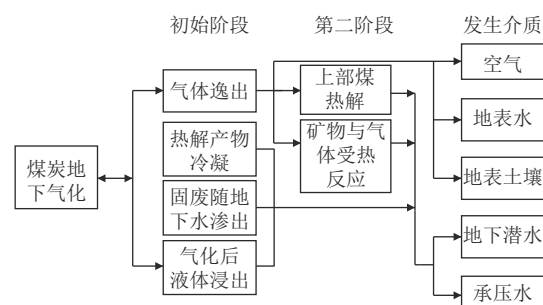 初始阶段 第二阶段 发生介质
气体逸出
上部煤
热解
空气
热解产物
冷凝
矿物与气
体受热
反应
地表水
煤炭地
下气化
固废随地
下水渗出
地表土壤
气化后
液体浸出
地下潜水
承压水